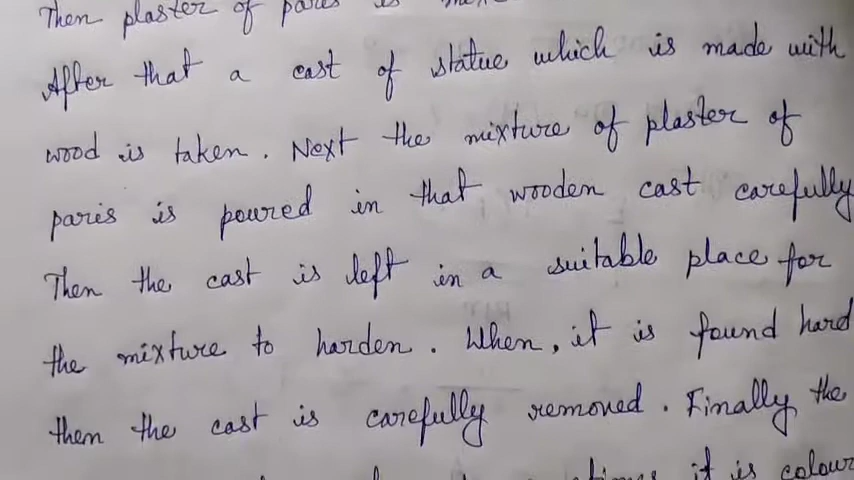 Then plaster of paris is
After that a cast of statue which is made with
wood is taken. Next the mixture of plaster of
paris is poured in that wooden cast carefully
Then the cast is left in a suitable place for
the mixture to harden. When, it is found hard
then the cast is carefully removed. Finally the
it is colour